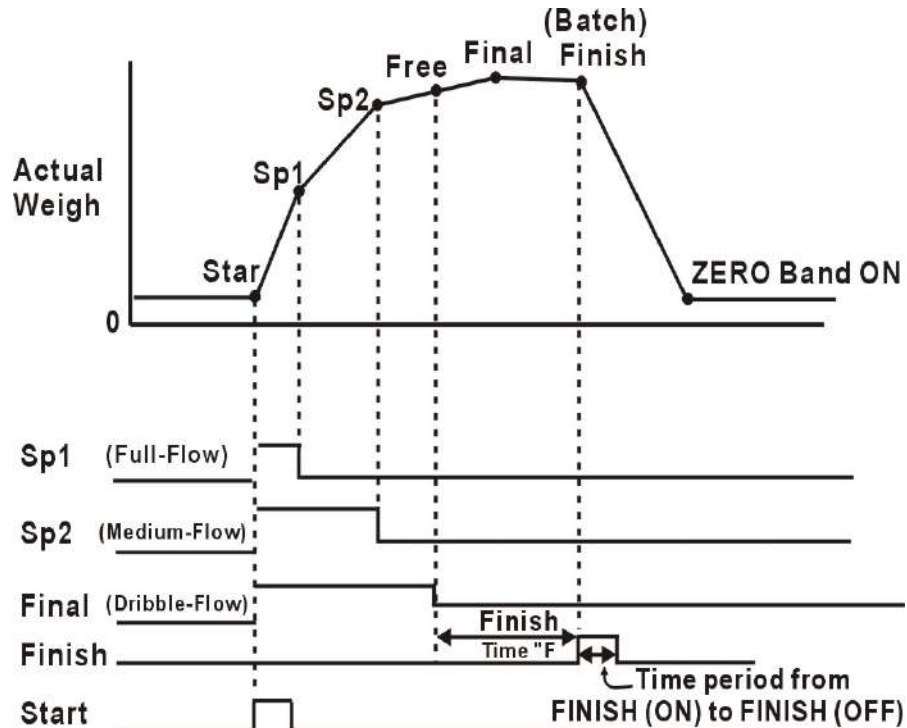 (Batch)
Finish
Final
Free
Sp2
Sp1
Actual
Weigh
Star
ZERO Band ON
0
Sp1 (Full-Flow)
Sp2 (Medium-Flow)
Final (Dribble-Flow)
Finish
Time "F
Finish
Time period from
FINISH (ON) to FINISH (OFF)
Start